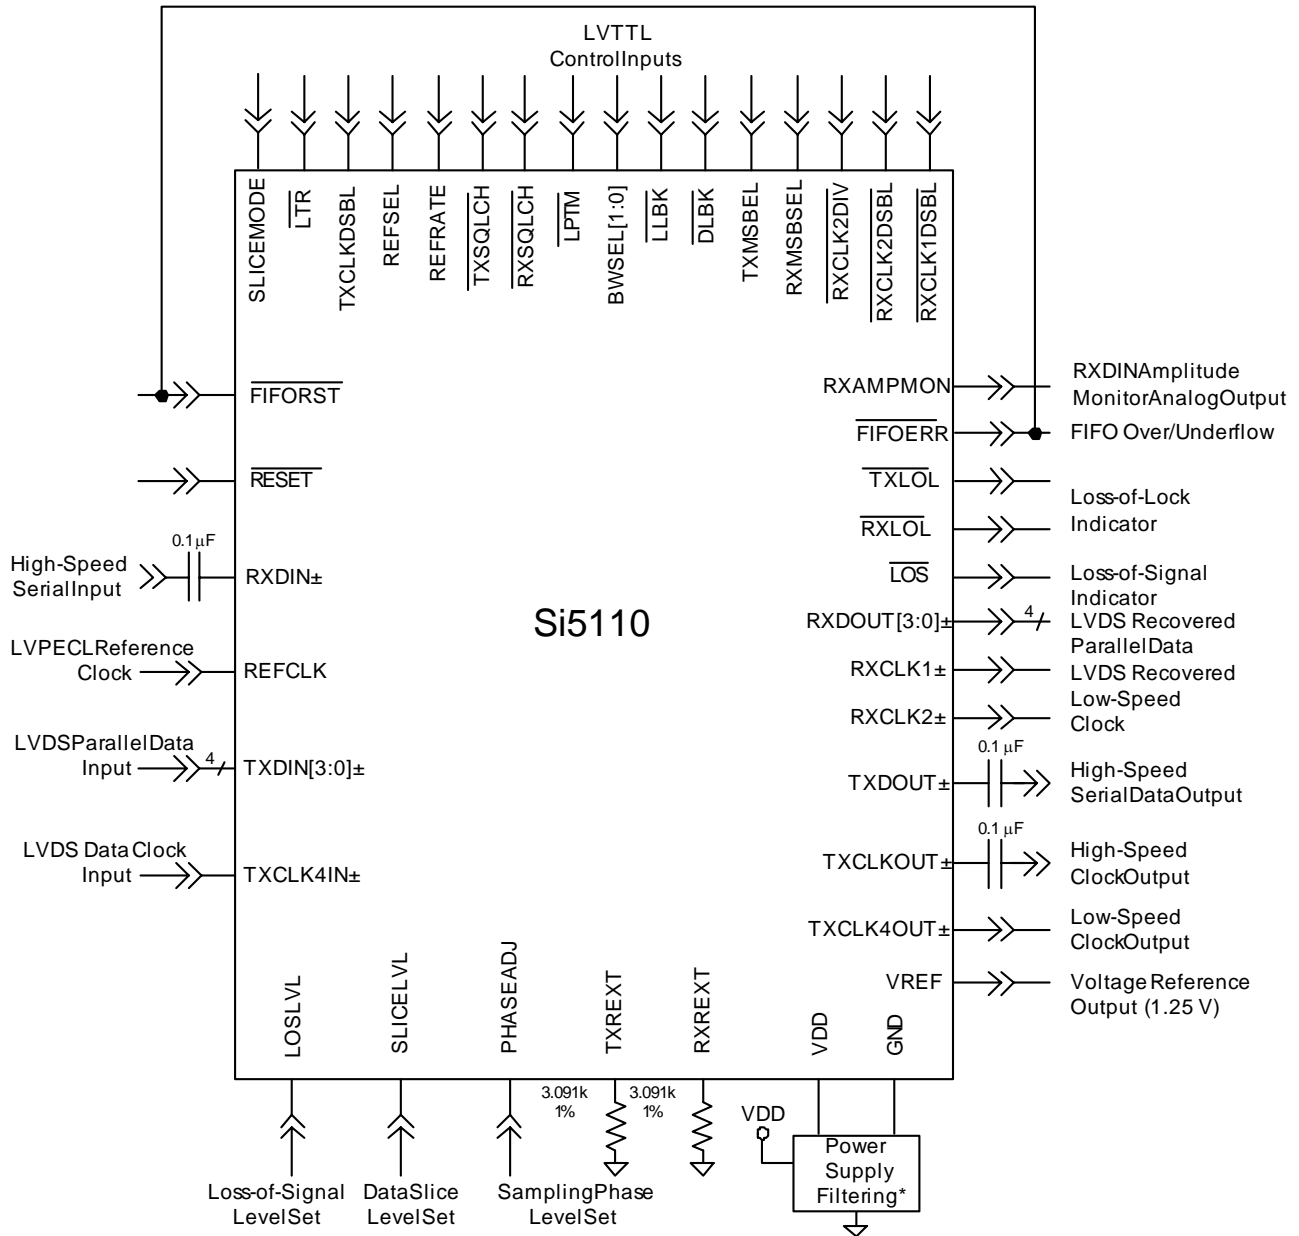 LVTTL
ControlInputs
SLICEMODE
LTR
TXCLKDSBL
REFSEL
REFRATE
TXSQLCH
RXSQLCH
LPTM
BWSEL[1:0]
LLBK
DLBK
TXMSBEL
RXMSBSEL
RXCLK2DIV
RXCLK2DSBL
RXCLK1DSBL
FIFORST
RESET
0.1μF
High-Speed
SerialInput
RXDIN±
LVPECLReference
Clock
REFCLK
LVDSParallelData
Input
4
TXDIN[3:0]±
LVDS DataClock
Input
TXCLK4IN±
Si5110
RXAMPMON
RXDINAmplitude
MonitorAnalogOutput
FIFOERR
FIFO Over/Underflow
TXLOL
RXLOL
Loss-of-Lock
Indicator
LOS
Loss-of-Signal
Indicator
RXDOUT[3:0]±
4
LVDS Recovered
ParallelData
RXCLK1±
LVDS Recovered
RXCLK2±
Low-Speed
Clock
0.1 μF
TXDOUT±
High-Speed
SerialDataOutput
0.1 μF
TXCLKOUT±
High-Speed
ClockOutput
TXCLK4OUT±
Low-Speed
ClockOutput
VREF
VoltageReference
Output (1.25 V)
LOSLVL
SLICELVL
PHASEADJ
TXREXT
RXREXT
VDD
GND
3.091k
1%
3.091k
1%
VDD
Power
Supply
Filtering*
Loss-of-Signal
LevelSet
DataSlice
LevelSet
SamplingPhase
LevelSet